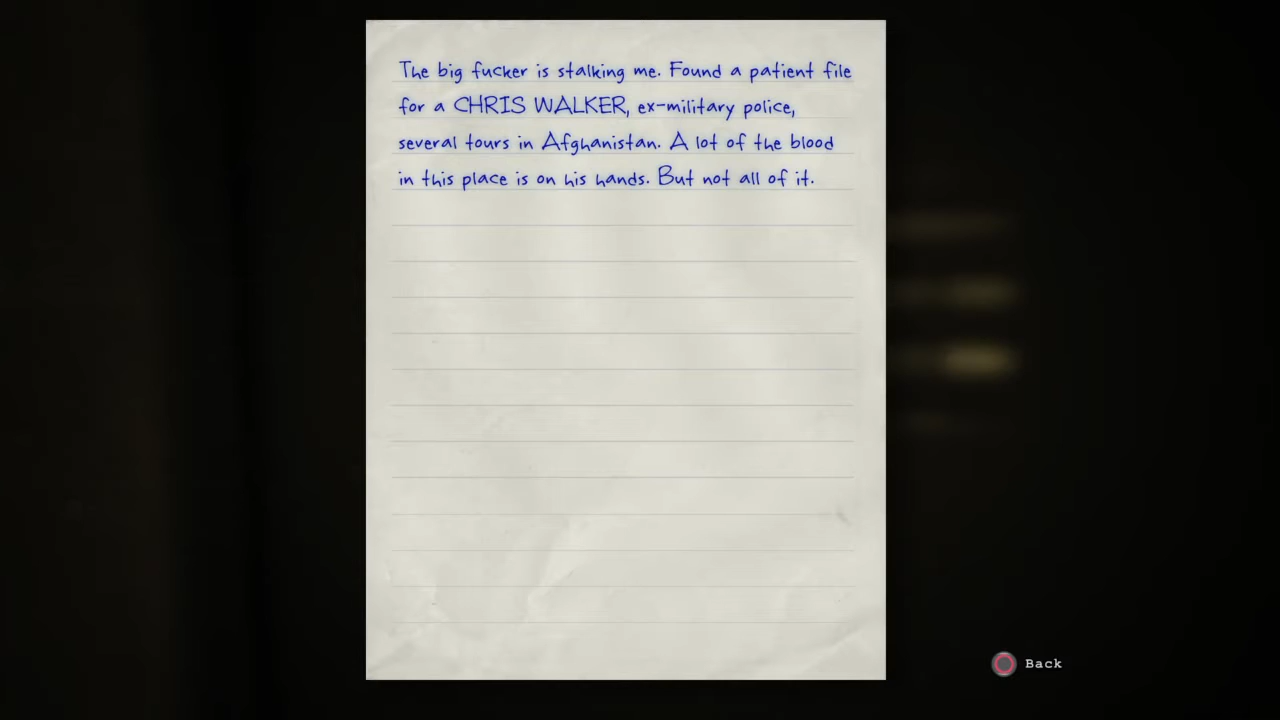 The big fucker is stalking me. Found a patient file
for a CHRIS WALKER, ex-military police,
several tours in Afghanistan. A lot of the blood
in this place is on his hands. But not all of it.
Back